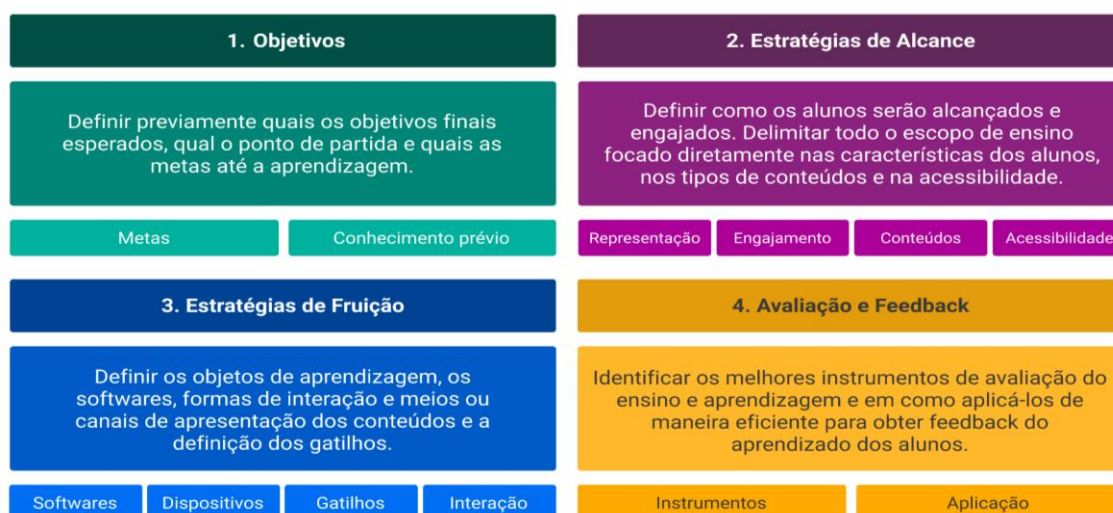 1. Objetivos
Definir previamente quais os objetivos finais
esperados, qual o ponto de partida e quais as
metas até a aprendizagem.
Metas
Conhecimento prévio
2. Estratégias de Alcance
Definir como os alunos serão alcançados e
engajados. Delimitar todo o escopo de ensino
focado diretamente nas características dos alunos,
nos tipos de conteúdos e na acessibilidade.
Representação
Engajamento
Conteúdos
Acessibilidade
3. Estratégias de Fruição
Definir os objetos de aprendizagem, os
softwares, formas de interação e meios ou
canais de apresentação dos conteúdos e a
definição dos gatilhos.
Softwares
Dispositivos
Gatilhos
Interação
4. Avaliação e Feedback
Identificar os melhores instrumentos de avaliação do
ensino e aprendizagem e em como aplicá-los de
maneira eficiente para obter feedback do
aprendizado dos alunos.
Instrumentos
Aplicação